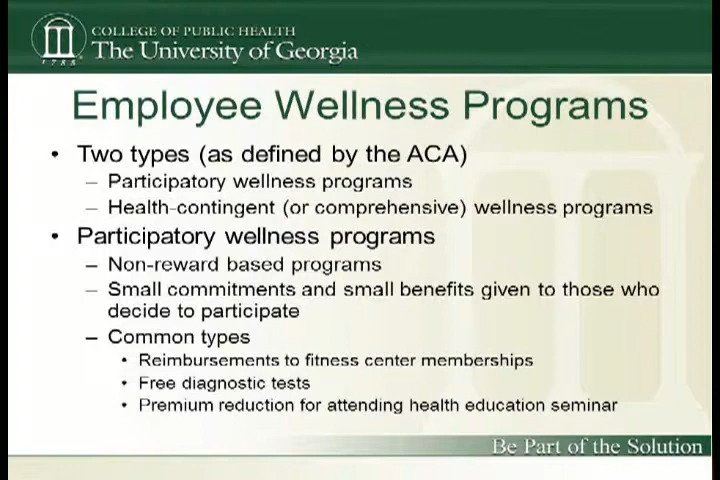 COLLEGE OF PUBLIC HEALTH
The University of Georgia
1785
Employee Wellness Programs
• Two types (as defined by the ACA)
– Participatory wellness programs
– Health-contingent (or comprehensive) wellness programs
• Participatory wellness programs
– Non-reward based programs
– Small commitments and small benefits given to those who
decide to participate
– Common types
• Reimbursements to fitness center memberships
• Free diagnostic tests
• Premium reduction for attending health education seminar
Be Part of the Solution